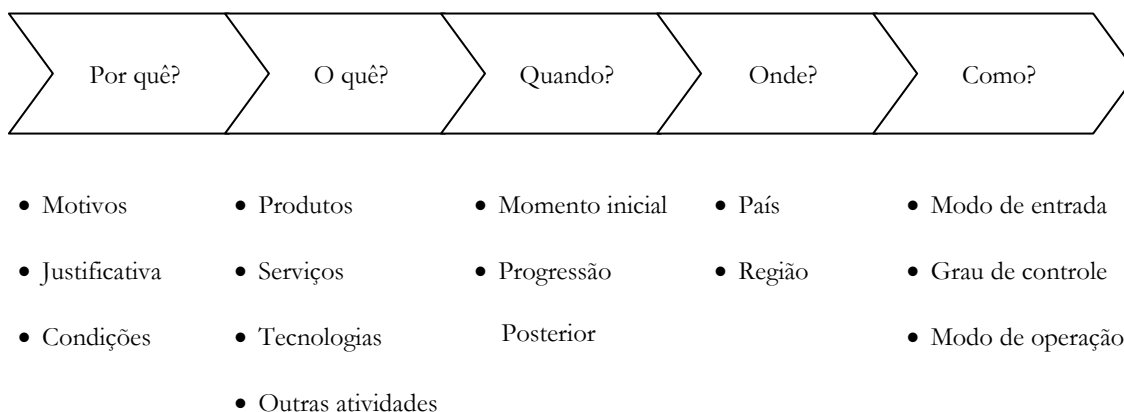 Por quê?
O quê?
Quando?
Onde?
Como?
• Motivos
• Justificativa
• Condições
• Produtos
• Serviços
• Tecnologias
• Outras atividades
• Momento inicial
• Progressão
Posterior
• País
• Região
• Modo de entrada
• Grau de controle
• Modo de operação